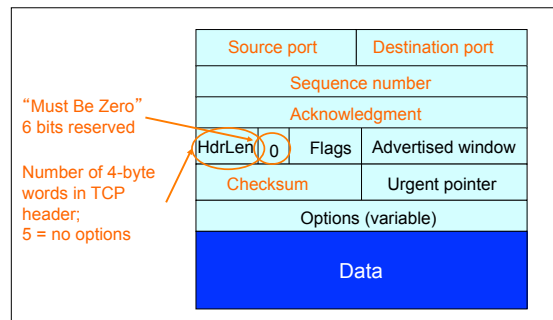 Source port Destination port
Sequence number
“Must Be Zero”
6 bits reserved
Acknowledgment
HdrLen 0 Flags Advertised window
Number of 4-byte
words in TCP
header;
5 = no options
Checksum Urgent pointer
Options (variable)
Data